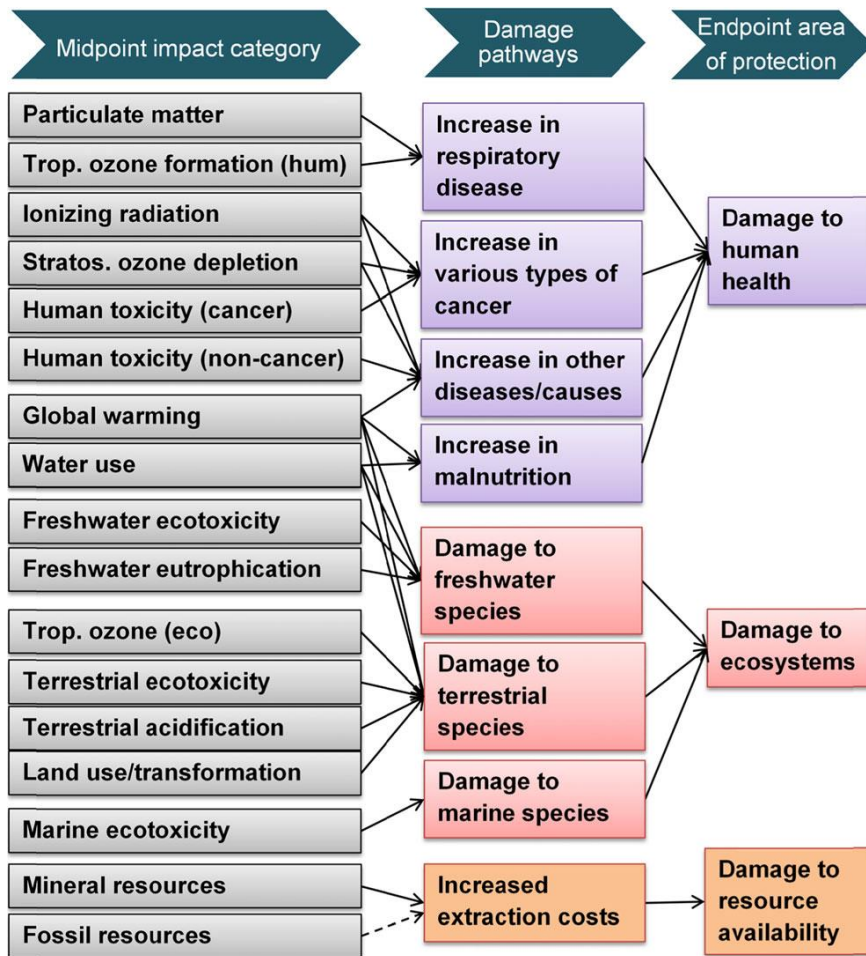 Midpoint impact category
Damage
pathways
Endpoint area
of protection
Particulate matter
Trop. ozone formation (hum)
Ionizing radiation
Stratos. ozone depletion
Human toxicity (cancer)
Human toxicity (non-cancer)
Global warming
Water use
Freshwater ecotoxicity
Freshwater eutrophication
Trop. ozone (eco)
Terrestrial ecotoxicity
Terrestrial acidification
Land use/transformation
Marine ecotoxicity
Mineral resources
Fossil resources
Increase in
respiratory
disease
Increase in
various types of
cancer
Increase in other
diseases/causes
Increase in
malnutrition
Damage to
freshwater
species
Damage to
terrestrial
species
Damage to
marine species
Increased
extraction costs
Damage to
human
health
Damage to
ecosystems
Damage to
resource
availability